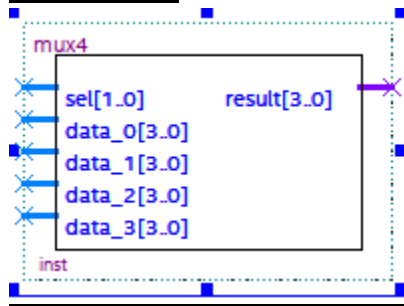 mux4
sel[1..0] result[3..0]
data_0[3..0]
data_1[3..0]
data_2[3..0]
data_3[3..0]
inst